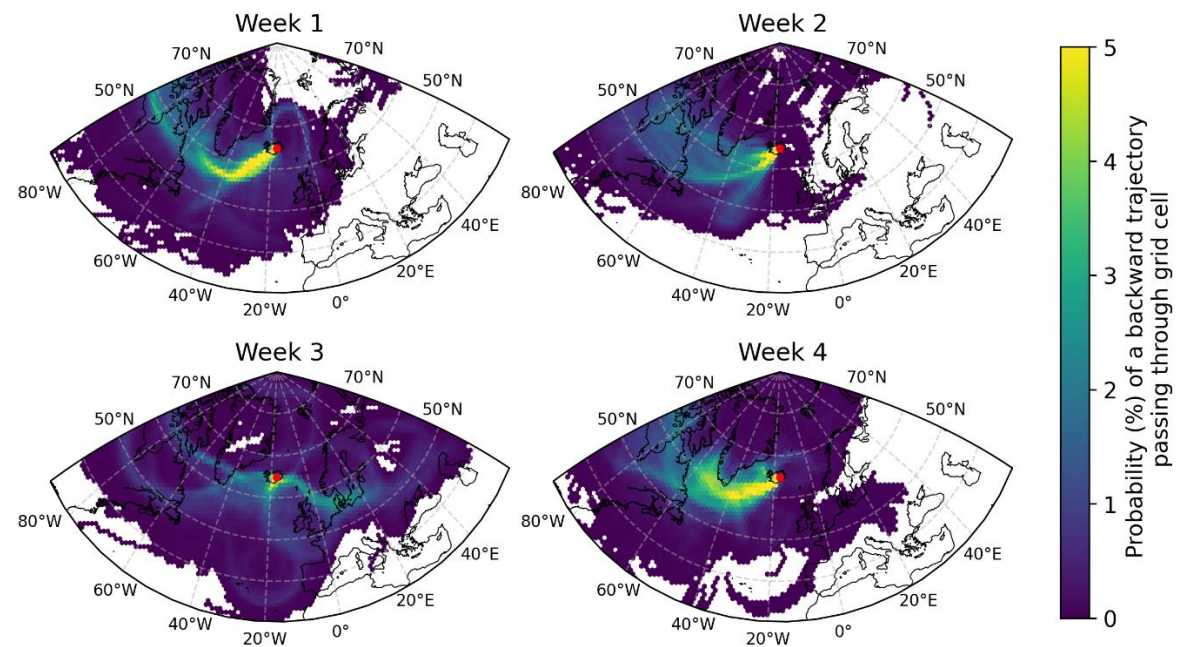 Week 1
70°N
70°N
50°N
50°N
80°W
40°E
60°W
20°E
40°W
0°
20°W
Week 2
70°N
70°N
50°N
50°N
80°W
40°E
60°W
20°E
40°W
0°
20°W
Week 3
70°N
70°N
50°N
50°N
80°W
40°E
60°W
20°E
40°W
0°
20°W
Week 4
70°N
70°N
50°N
50°N
80°W
40°E
60°W
20°E
40°W
0°
20°W
5
4
3
2
1
0
Probability (%) of a backward trajectory
passing through grid cell